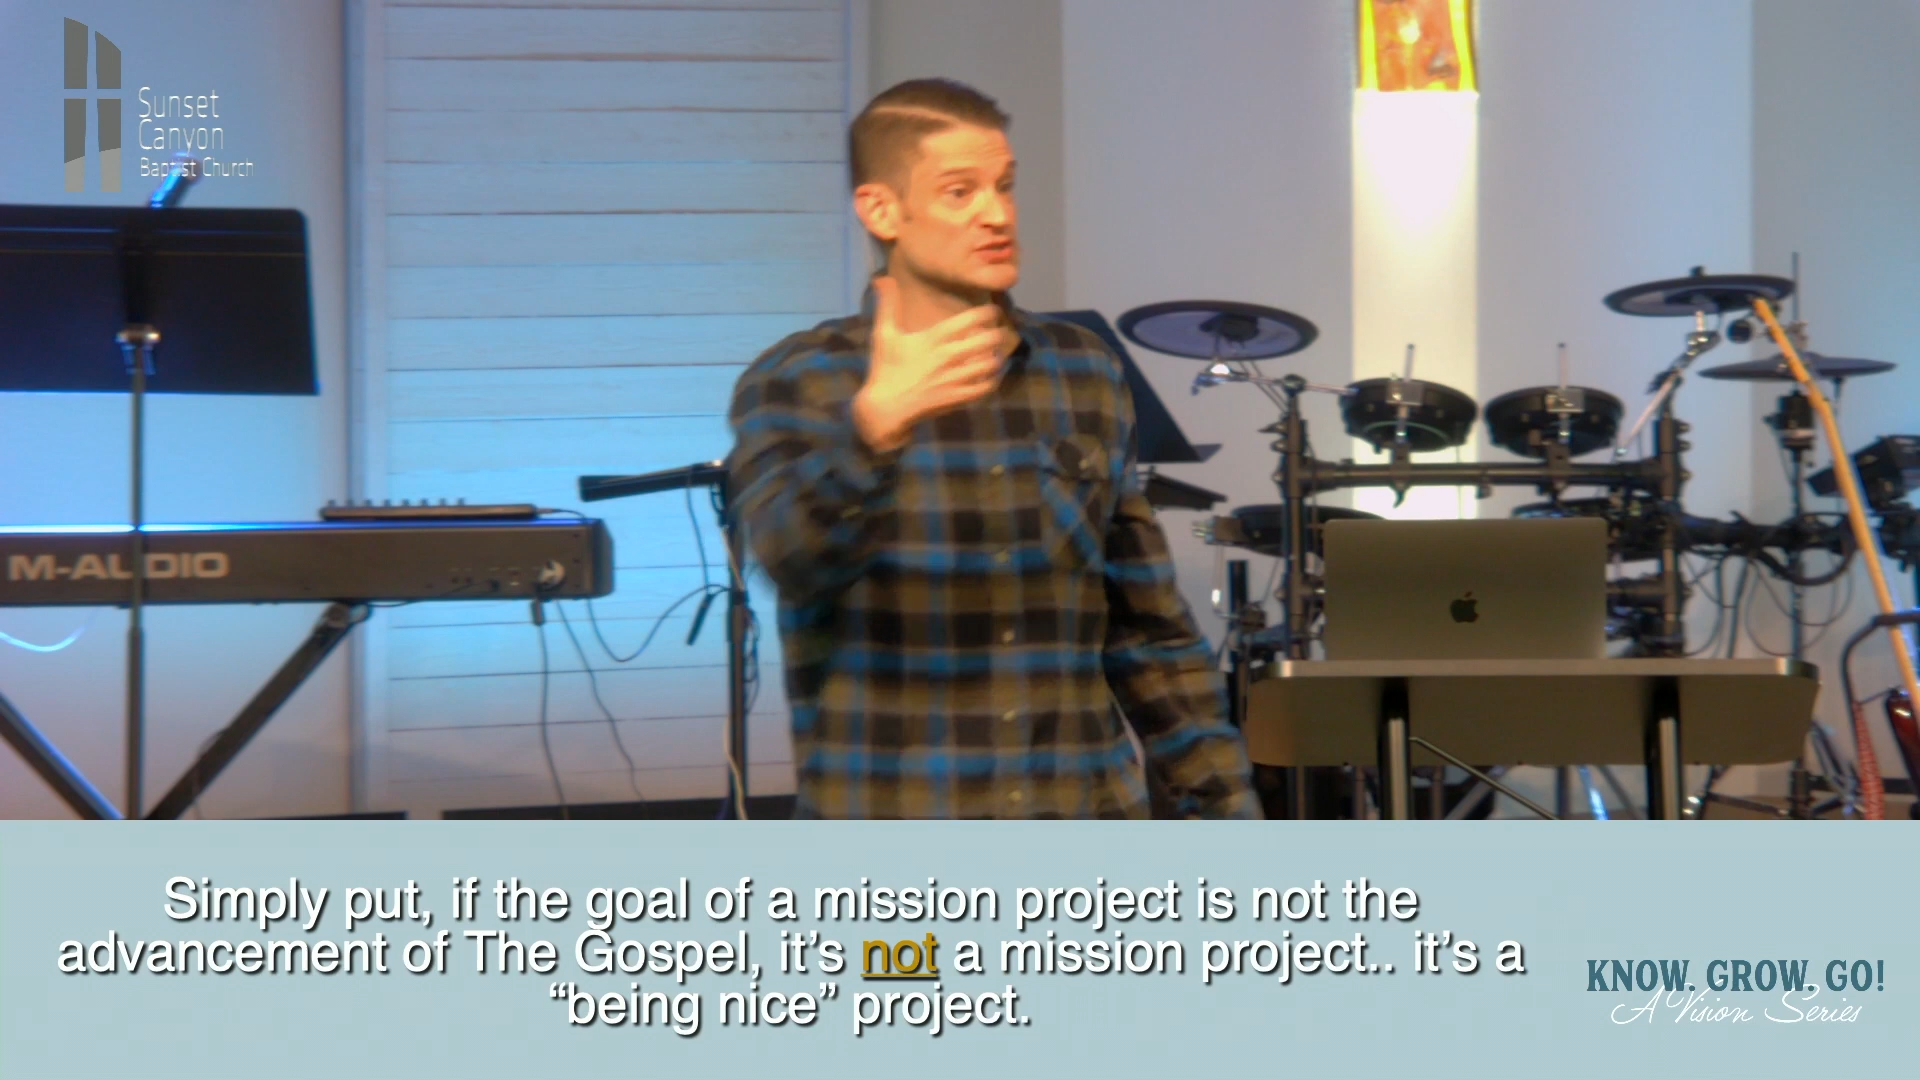 Sunset
Canyon
Baptist Church
M-AUDIO
Simply put, if the goal of a mission project is not the
advancement of The Gospel, it’s not a mission project.. it’s a
“being nice” project.
KNOW. GROW. GO!
A Vision Series